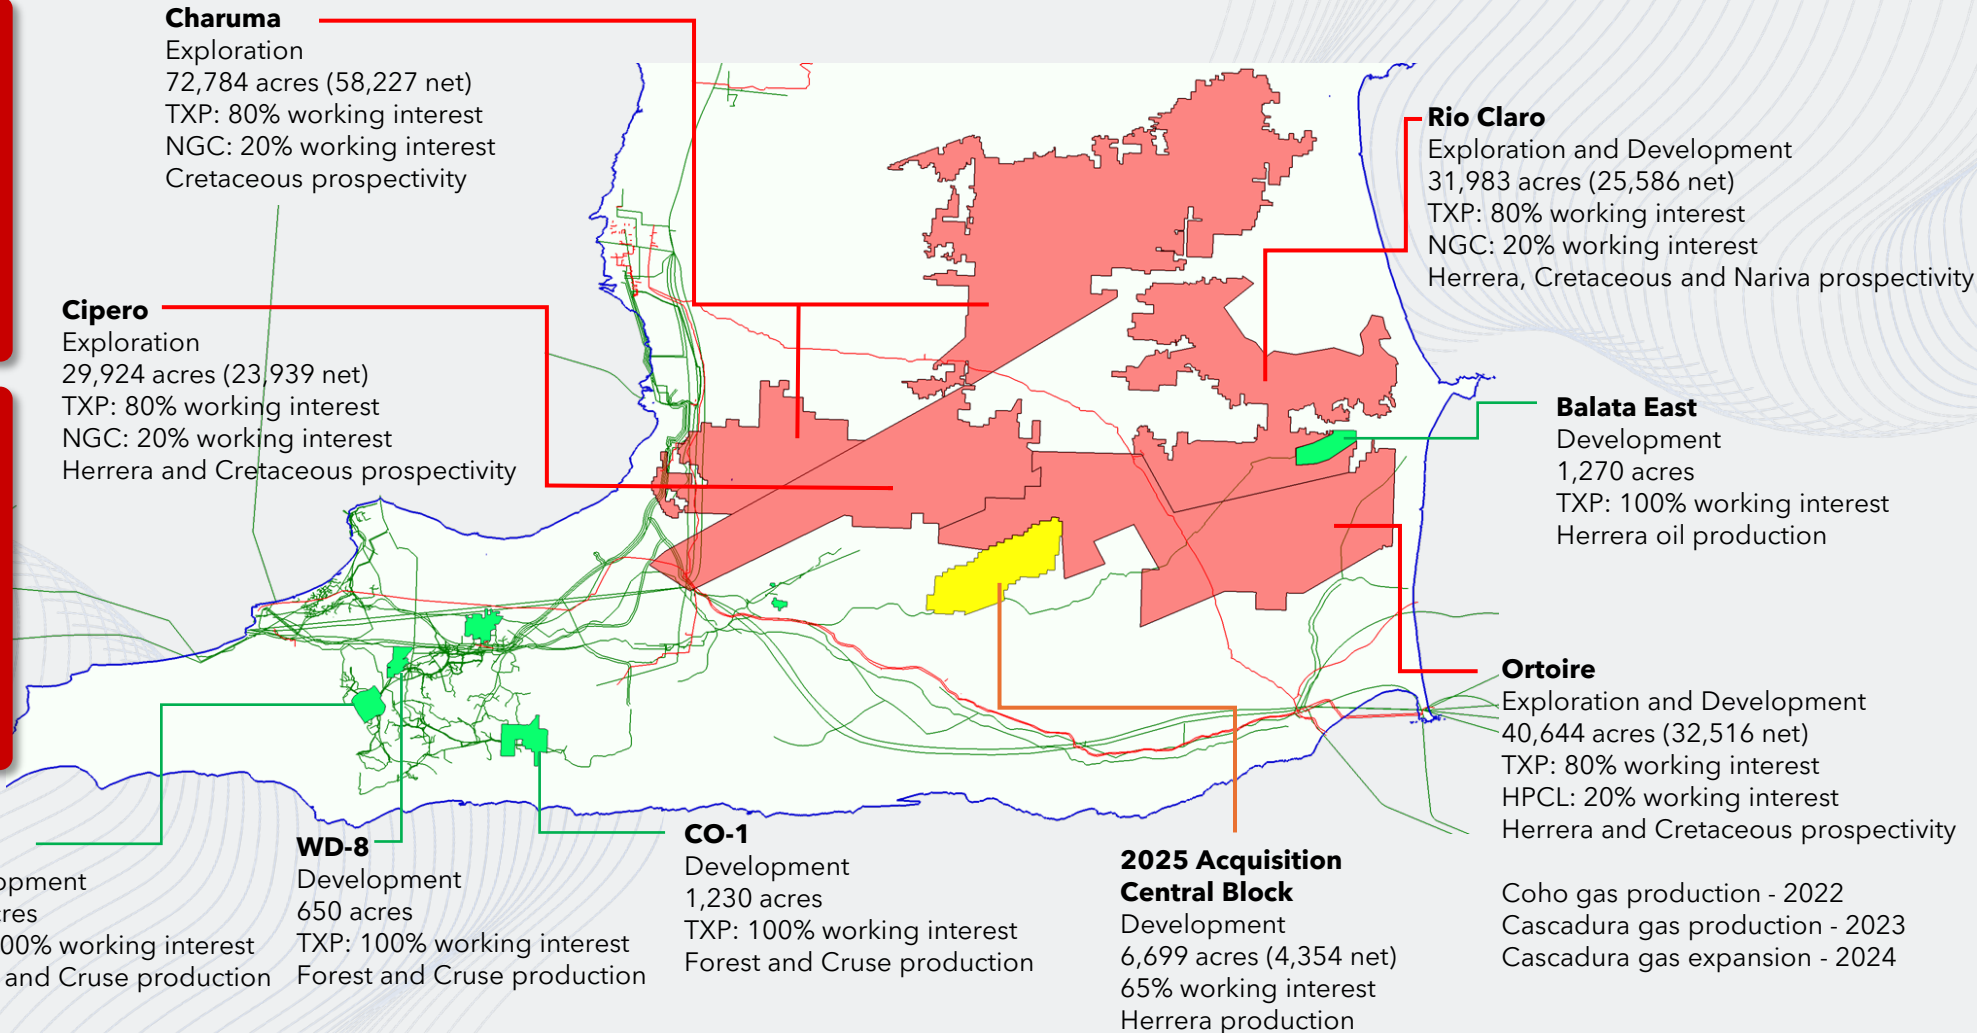 Charuma
Exploration
72,784 acres (58,227 net)
TXP: 80% working interest
NGC: 20% working interest
Cretaceous prospectivity
Rio Claro
Exploration and Development
31,983 acres (25,586 net)
TXP: 80% working interest
NGC: 20% working interest
Herrera, Cretaceous and Nariva prospectivity
Cipero
Exploration
29,924 acres (23,939 net)
TXP: 80% working interest
NGC: 20% working interest
Herrera and Cretaceous prospectivity
Balata East
Development
1,270 acres
TXP: 100% working interest
Herrera oil production
Ortoire
Exploration and Development
40,644 acres (32,516 net)
TXP: 80% working interest
HPCL: 20% working interest
Herrera and Cretaceous prospectivity
Coho gas production - 2022
Cascadura gas production - 2023
Cascadura gas expansion - 2024
working interest
and Cruse production
WD-8
Development
650 acres
TXP: 100% working interest
Forest and Cruse production
CO-1
Development
1,230 acres
TXP: 100% working interest
Forest and Cruse production
2025 Acquisition
Central Block
Development
6,699 acres (4,354 net)
65% working interest
Herrera production